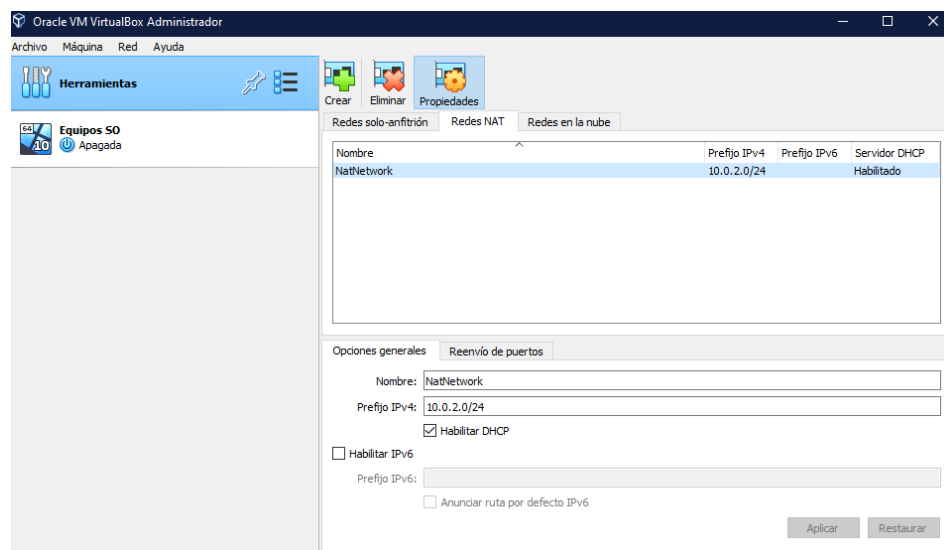 Oracle VM VirtualBox Administrador
Archivo Máquina Red Ayuda
Herramientas
Crear Eliminar Propiedades
64
10
Equipos SO
Apagada
Redes solo-anfitrión Redes NAT Redes en la nube
Nombre Prefijo IPv4 Prefijo IPv6 Servidor DHCP
NatNetwork 10.0.2.0/24 Habilitado
Opciones generales Reenvío de puertos
Nombre: NatNetwork
Prefijo IPv4: 10.0.2.0/24
Habilitar DHCP
Habilitar IPv6
Prefijo IPv6:
Anunciar ruta por defecto IPv6
Aplicar Restaurar